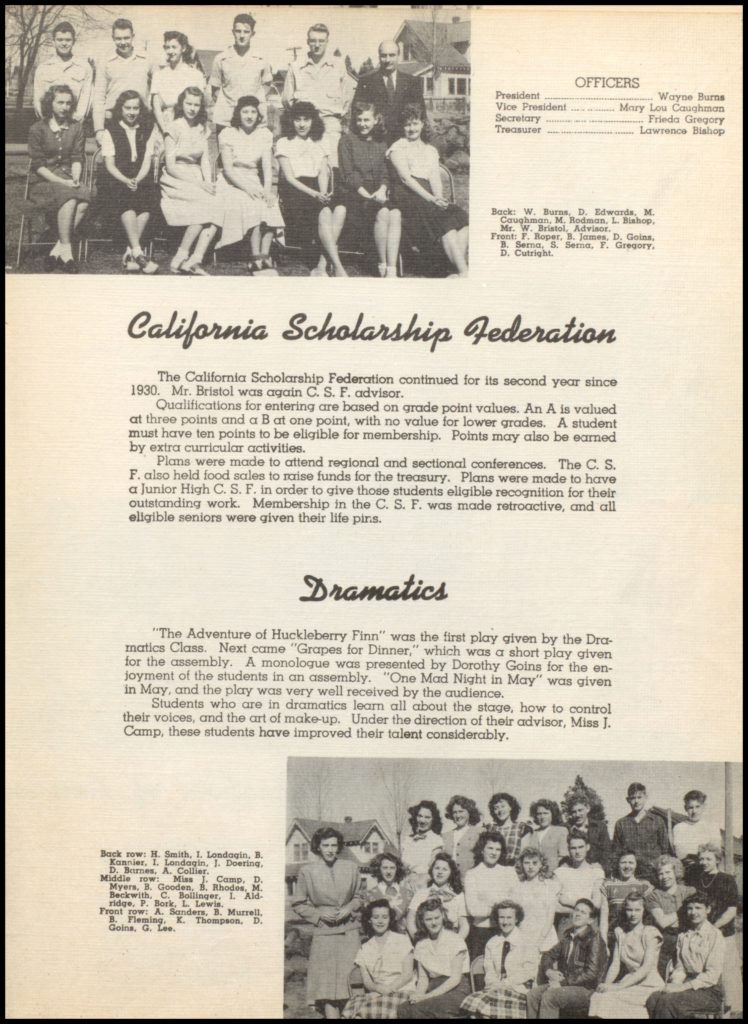 OFFICERS
President ................................ Wayne Burns
Vice President ............ Mary Lou Caughman
Secretary ............................ Frieda Gregory
Treasurer .......................... Lawrence Bishop
Back: W. Burns, D. Edwards, M.
Caughman, M. Rodman, L. Bishop,
Mr. W. Bristol, Advisor.
Front: F. Roper, B. James, D. Goins,
B. Serna, S. Serna, F. Gregory,
D. Cutright.
California Scholarship Federation
The California Scholarship Federation continued for its second year since
1930. Mr. Bristol was again C. S. F. advisor.
Qualifications for entering are based on grade point values. An A is valued
at three points and a B at one point, with no value for lower grades. A student
must have ten points to be eligible for membership. Points may also be earned
by extra curricular activities.
Plans were made to attend regional and sectional conferences. The C. S.
F. also held food sales to raise funds for the treasury. Plans were made to have
a Junior High C. S. F. in order to give those students eligible recognition for their
outstanding work. Membership in the C. S. F. was made retroactive, and all
eligible seniors were given their life pins.
Dramatics
"The Adventure of Huckleberry Finn" was the first play given by the Dra-
matics Class. Next came "Grapes for Dinner," which was a short play given
for the assembly. A monologue was presented by Dorothy Goins for the en-
joyment of the students in an assembly. "One Mad Night in May" was given
in May, and the play was very well received by the audience.
Students who are in dramatics learn all about the stage, how to control
their voices, and the art of make-up. Under the direction of their advisor, Miss J.
Camp, these students have improved their talent considerably.
Back row: H. Smith, I. Londagin, B.
Kannier, I. Londagin, J. Doering,
D. Barnes, A. Collier.
Middle row: Miss J. Camp, D.
Myers, B. Gooden, B. Rhodes, M.
Beckwith, C. Bollinger, I. Ald-
ridge, P. Bork, L. Lewis.
Front row: A. Sanders, B. Murrell,
B. Fleming, K. Thompson, D.
Goins, G. Lee.